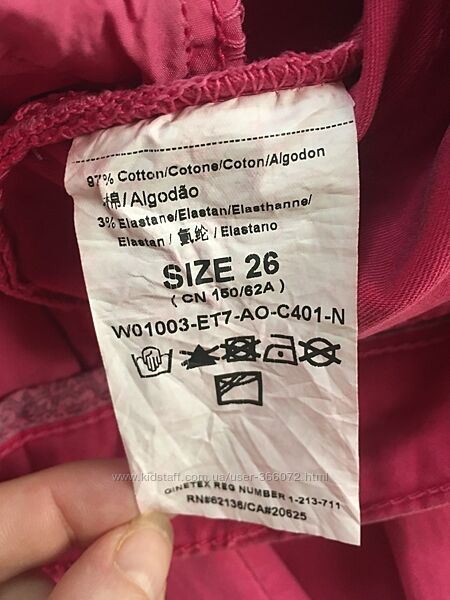 97% Cotton/Cotone/Coton/Algodon
棉/Algodão
3% Elastane/Elastan/Elasthanne/
Elastan / 氨纶 / Elastano
SIZE 26
( CN 150/62A )
W01003-ET7-AO-C401-N
www.kidstaff.com.ua/user-366072.html
GINETEX REG NUMBER 1-213-711
RN#62136/CA#20625